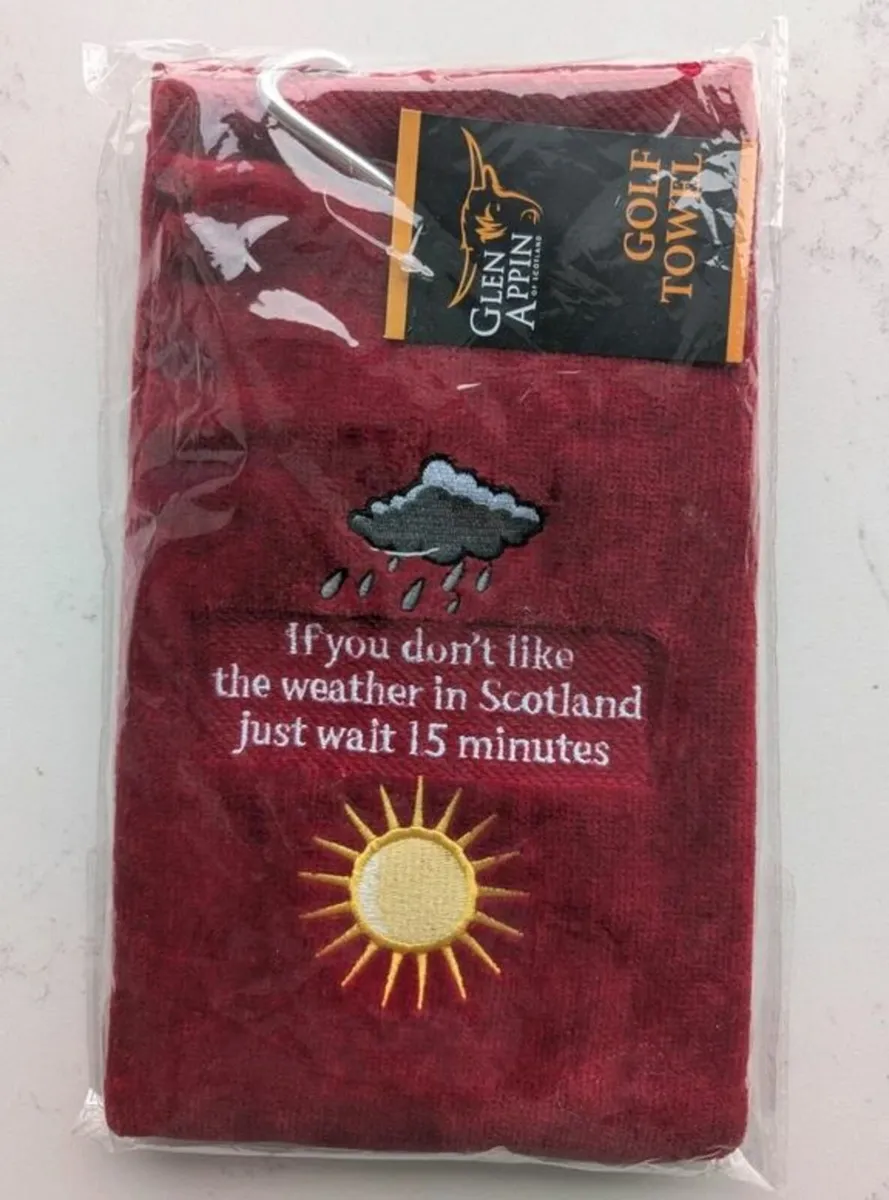 GLEN
APPIN
OF SCOTLAND
GOLF
TOWEL
If you don't like
the weather in Scotland
just wait 15 minutes